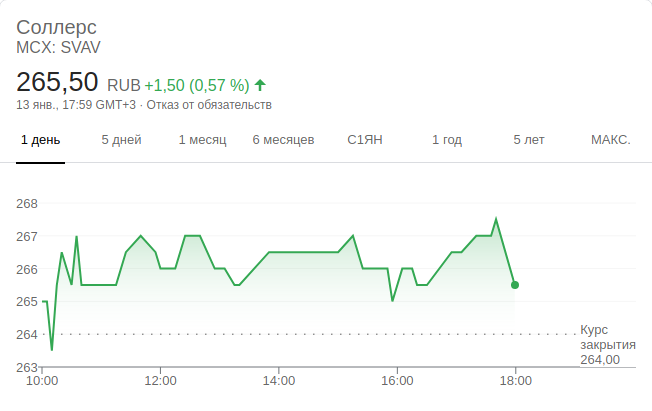 Соллерс
MCX: SVAV
265,50 RUB +1,50 (0,57 %)
13 янв., 17:59 GMT+3 · Отказ от обязательств
1 день 5 дней 1 месяц 6 месяцев С1ЯН 1 год 5 лет МАКС.
268
267
266
265
264
263
Курс
закрытия
264,00
10:00 12:00 14:00 16:00 18:00